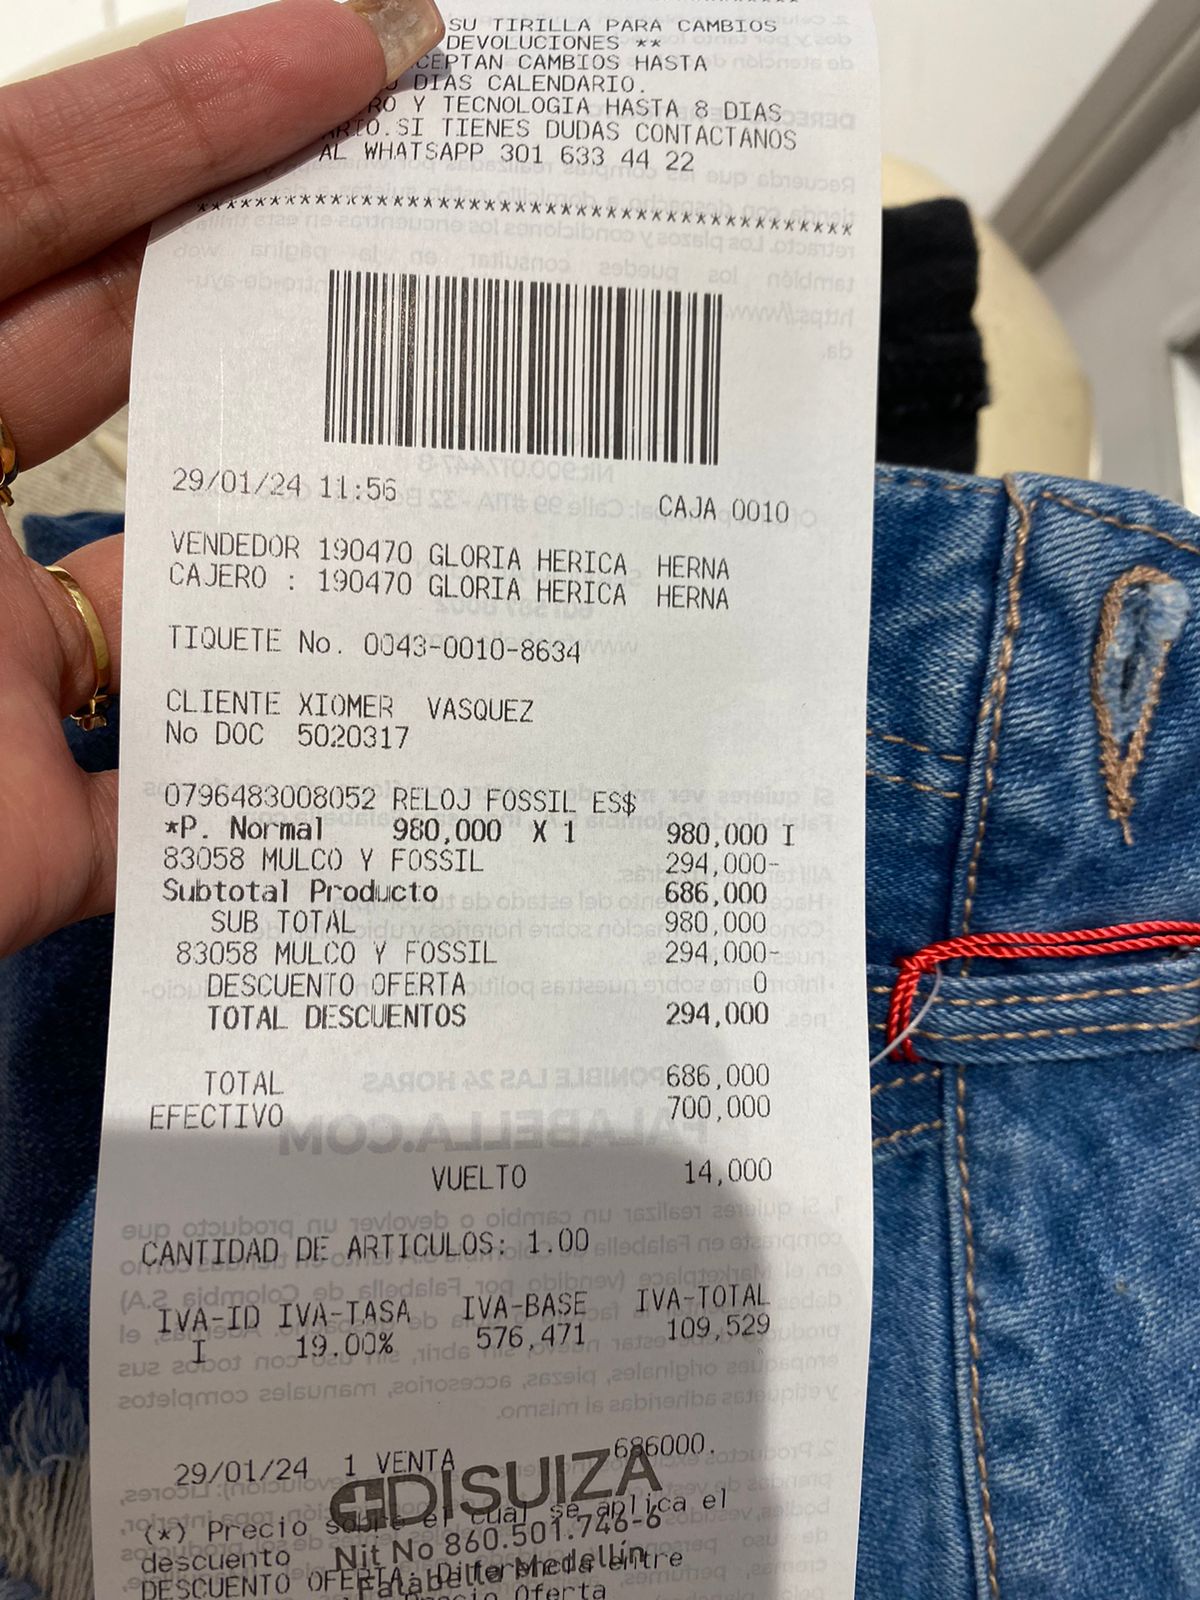 SU TIRILLA PARA CAMBIOS
DEVOLUCIONES **
CEPTAN CAMBIOS HASTA
DIAS CALENDARIO.
RO Y TECNOLOGIA HASTA 8 DIAS
ARIO.SI TIENES DUDAS CONTACTANOS
AL WHATSAPP 301 633 44 22
29/01/24 11:56 CAJA 0010
VENDEDOR 190470 GLORIA HERICA HERNA
CAJERO : 190470 GLORIA HERICA HERNA
TIQUETE No. 0043-0010-8634
CLIENTE XIOMER VASQUEZ
No DOC 5020317
0796483008052 RELOJ FOSSIL ES$
*P. Normal 980,000 X 1 980,000 I
83058 MULCO Y FOSSIL 294,000-
Subtotal Producto 686,000
SUB TOTAL 980,000
83058 MULCO Y FOSSIL 294,000-
DESCUENTO OFERTA 0
TOTAL DESCUENTOS 294,000
TOTAL 686,000
EFECTIVO 700,000
VUELTO 14,000
CANTIDAD DE ARTICULOS: 1.00
IVA-ID IVA-TASA IVA-BASE IVA-TOTAL
I 19.00% 576,471 109,529
29/01/24 1 VENTA 686000.
DISUIZA
(*) Precio sobre el cual se aplica el
Nit No 860.501.746-6
descuento
DESCUENTO OFERTA: Diferencia entre
Falabella Medellín
Precio Oferta